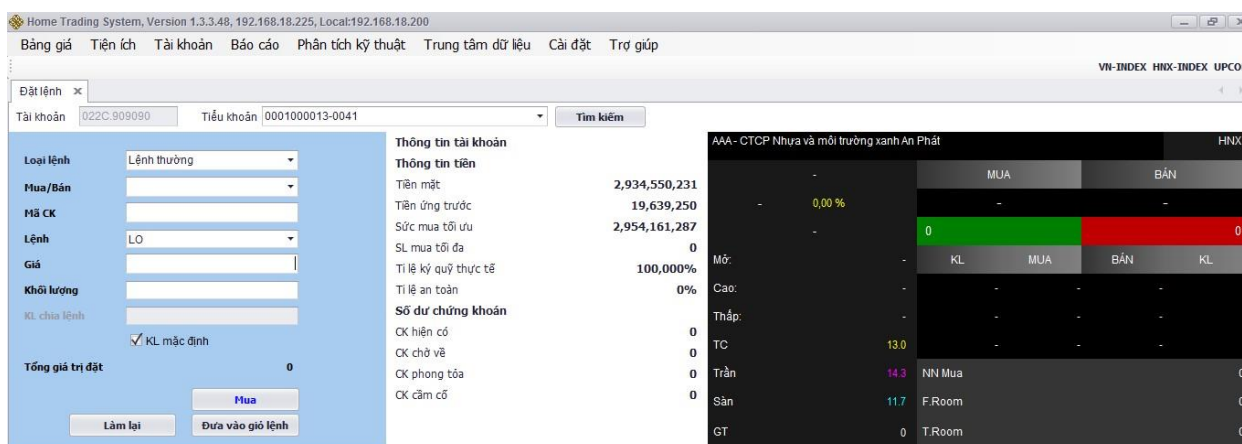 Home Trading System, Version 1.3.3.48, 192.168.18.225, Local:192.168.18.200
Bảng giá Tiện ích Tài khoản Báo cáo Phân tích kỹ thuật Trung tâm dữ liệu Cài đặt Trợ giúp
VN-INDEX HNX-INDEX UPCO
Đặt lệnh
Tài khoản 022C.909090 Tiểu khoản 0001000013-0041 Tìm kiếm
Loại lệnh Lệnh thường
Mua/Bán
Mã CK
Lệnh LO
Giá
Khối lượng
KL chia lệnh
KL mặc định
Tổng giá trị đặt 0
Mua
Làm lại Đưa vào giỏ lệnh
Thông tin tài khoản
Thông tin tiền
Tiền mặt 2,934,550,231
Tiền ứng trước 19,639,250
Sức mua tối ưu 2,954,161,287
SL mua tối đa 0
Tỉ lệ ký quỹ thực tế 100,000%
Tỉ lệ an toàn 0%
Số dư chứng khoán
CK hiện có 0
CK chờ về 0
CK phong tỏa 0
CK cầm cố 0
AAA - CTCP Nhựa và môi trường xanh An Phát HNX
-
- 0,00 %
-
Mở: -
Cao: -
Thấp: -
TC 13.0
Trần 14.3
Sàn 11.7
GT 0
MUA BÁN
- -
0 0
KL MUA BÁN KL
- - - -
- - - -
- - - -
NN Mua 0
F.Room 0
T.Room 0